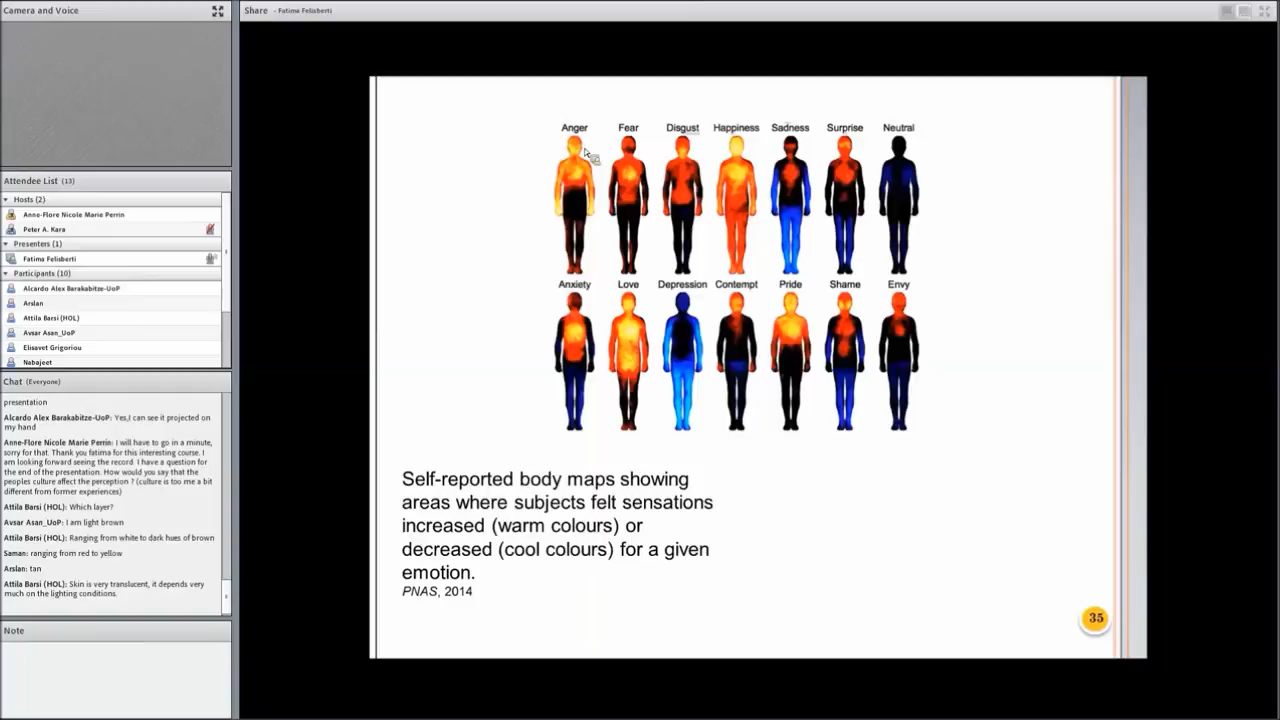 Camera and Voice
Share - Fatima Felisberti
Attendee List (13)
Hosts (2)
Anne-Flore Nicole Marie Perrin
Peter A. Kara
Presenters (1)
Fatima Felisberti
Participants (10)
Alcardo Alex Barakabitze-UoP
Arslan
Attila Barsi (HOL)
Avsar Asan_UoP
Elisavet Grigoriou
Nabajeet
Chat (Everyone)
presentation
Alcardo Alex Barakabitze-UoP: Yes,I can see it projected on
my hand
Anne-Flore Nicole Marie Perrin: I will have to go in a minute,
sorry for that. Thank you fatima for this interesting course. I
am looking forward seeing the record. I have a question for
the end of the presentation. How would you say that the
peoples culture affect the perception ? (culture is too me a bit
different from former experiences)
Attila Barsi (HOL): Which layer?
Avsar Asan_UoP: I am light brown
Attila Barsi (HOL): Ranging from white to dark hues of brown
Saman: ranging from red to yellow
Arslan: tan
Attila Barsi (HOL): Skin is very translucent, it depends very
much on the lighting conditions.
Note
Anger Fear Disgust Happiness Sadness Surprise Neutral
Anxiety Love Depression Contempt Pride Shame Envy
Self-reported body maps showing
areas where subjects felt sensations
increased (warm colours) or
decreased (cool colours) for a given
emotion.
PNAS, 2014
35